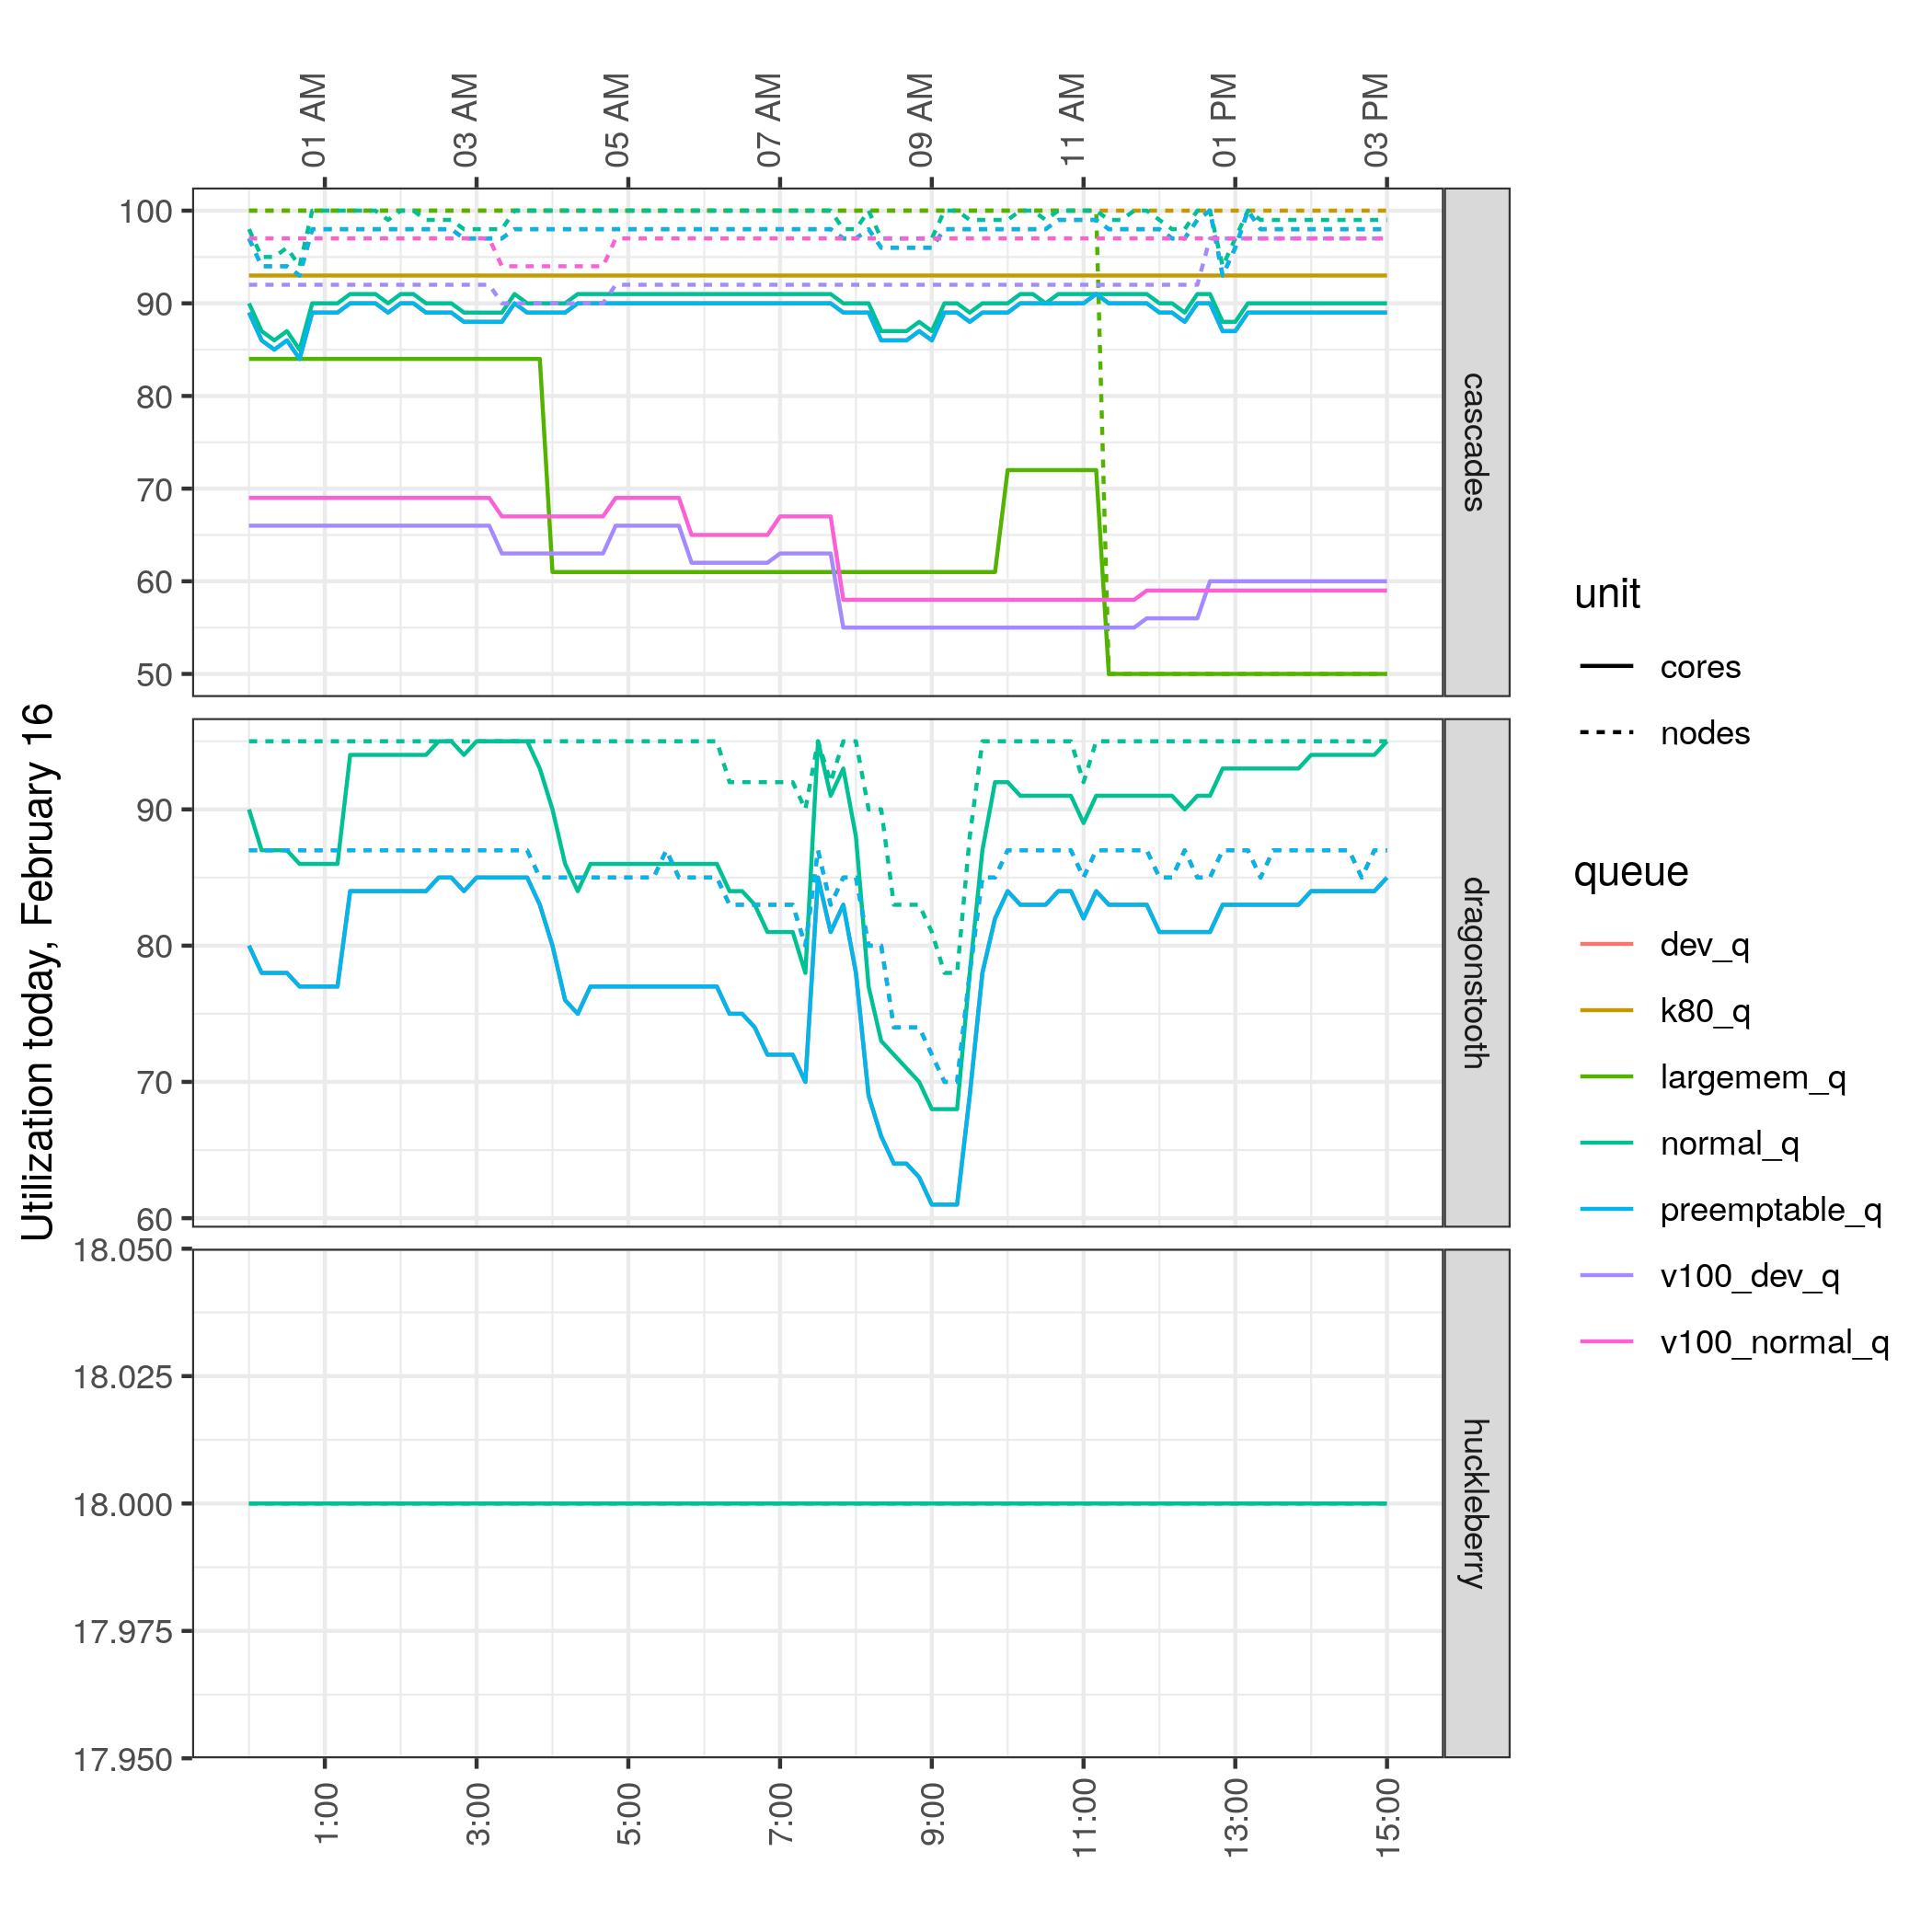 01 AM
03 AM
05 AM
07 AM
09 AM
11 AM
01 PM
03 PM
100
90
80
70
60
50
cascades
90
80
70
60
dragonstooth
18.050
18.025
18.000
17.975
17.950
huckleberry
1:00
3:00
5:00
7:00
9:00
11:00
13:00
15:00
Utilization today, February 16
unit
cores
nodes
queue
dev_q
k80_q
largemem_q
normal_q
preemptable_q
v100_dev_q
v100_normal_q